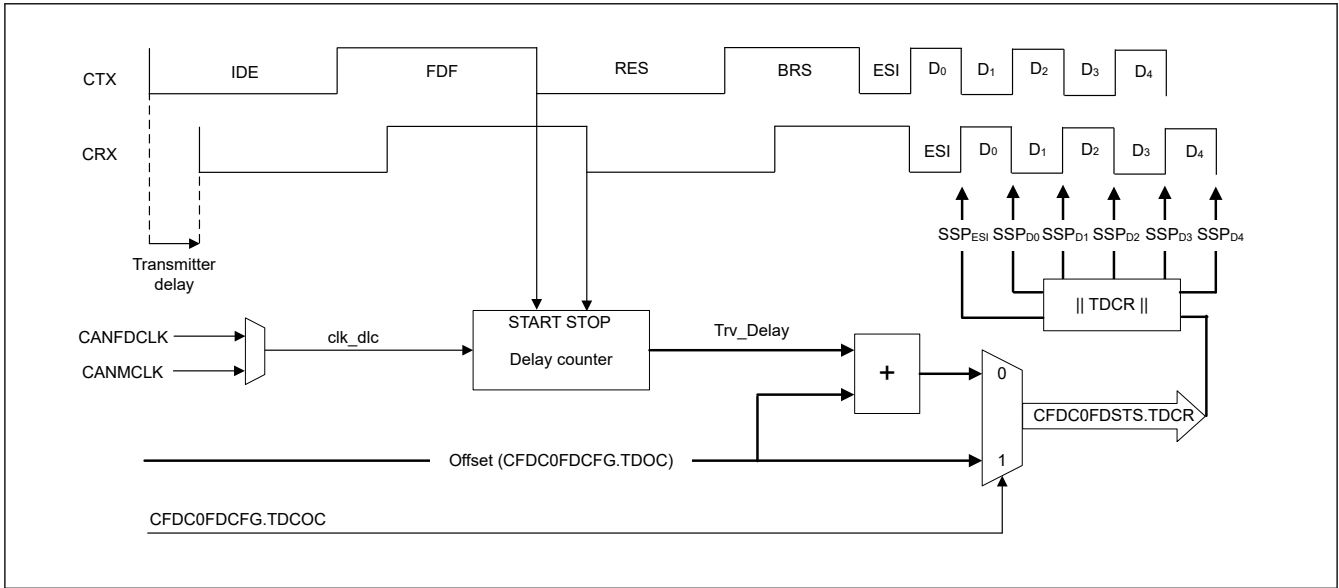 CTX IDE FDF RES BRS ESI D0 D1 D2 D3 D4
CRX ESI D0 D1 D2 D3 D4
SSPESI SSPD0 SSPD1 SSPD2 SSPD3 SSPD4
Transmitter
delay
|| TDCR ||
CANFDCLK
CANMCLK
clk_dlc
START STOP
Delay counter
Trv_Delay
+
0
1
CFDC0FDSTS.TDCR
Offset (CFDC0FDCFG.TDOC)
CFDC0FDCFG.TDCOC